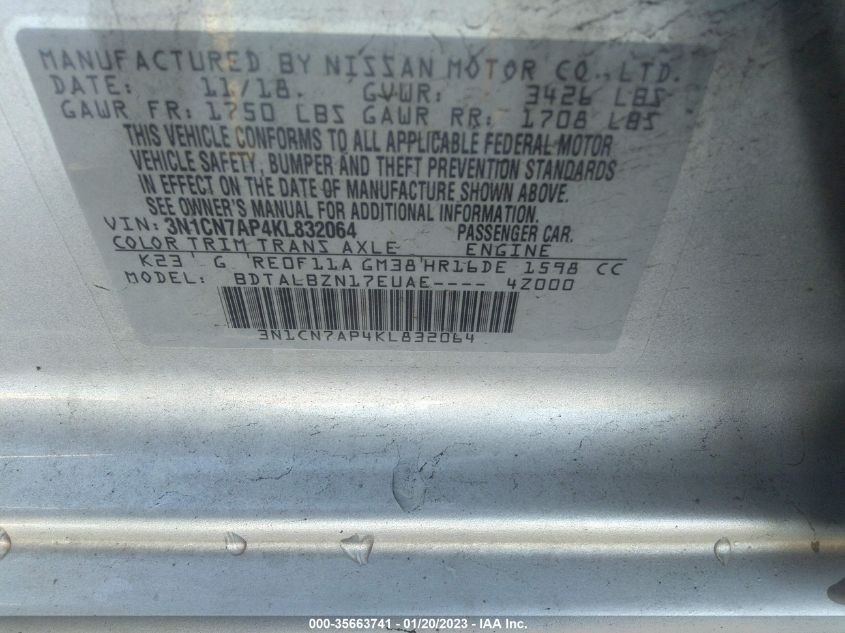 MANUFACTURED BY NISSAN MOTOR CO., LTD.
DATE: 11/18. GVWR: 3426 LBS
GAWR FR: 1750 LBS GAWR RR: 1708 LBS
THIS VEHICLE CONFORMS TO ALL APPLICABLE FEDERAL MOTOR
VEHICLE SAFETY, BUMPER AND THEFT PREVENTION STANDARDS
IN EFFECT ON THE DATE OF MANUFACTURE SHOWN ABOVE.
SEE OWNER'S MANUAL FOR ADDITIONAL INFORMATION.
VIN: 3N1CN7AP4KL832064 PASSENGER CAR.
COLOR TRIM TRANS AXLE ENGINE
K23 G RE0F11A GM38 HR16DE 1598 CC
MODEL: BDTALBZN17EUAE---- 4Z000
3N1CN7AP4KL832064
000-35663741 - 01/20/2023 - IAA Inc.